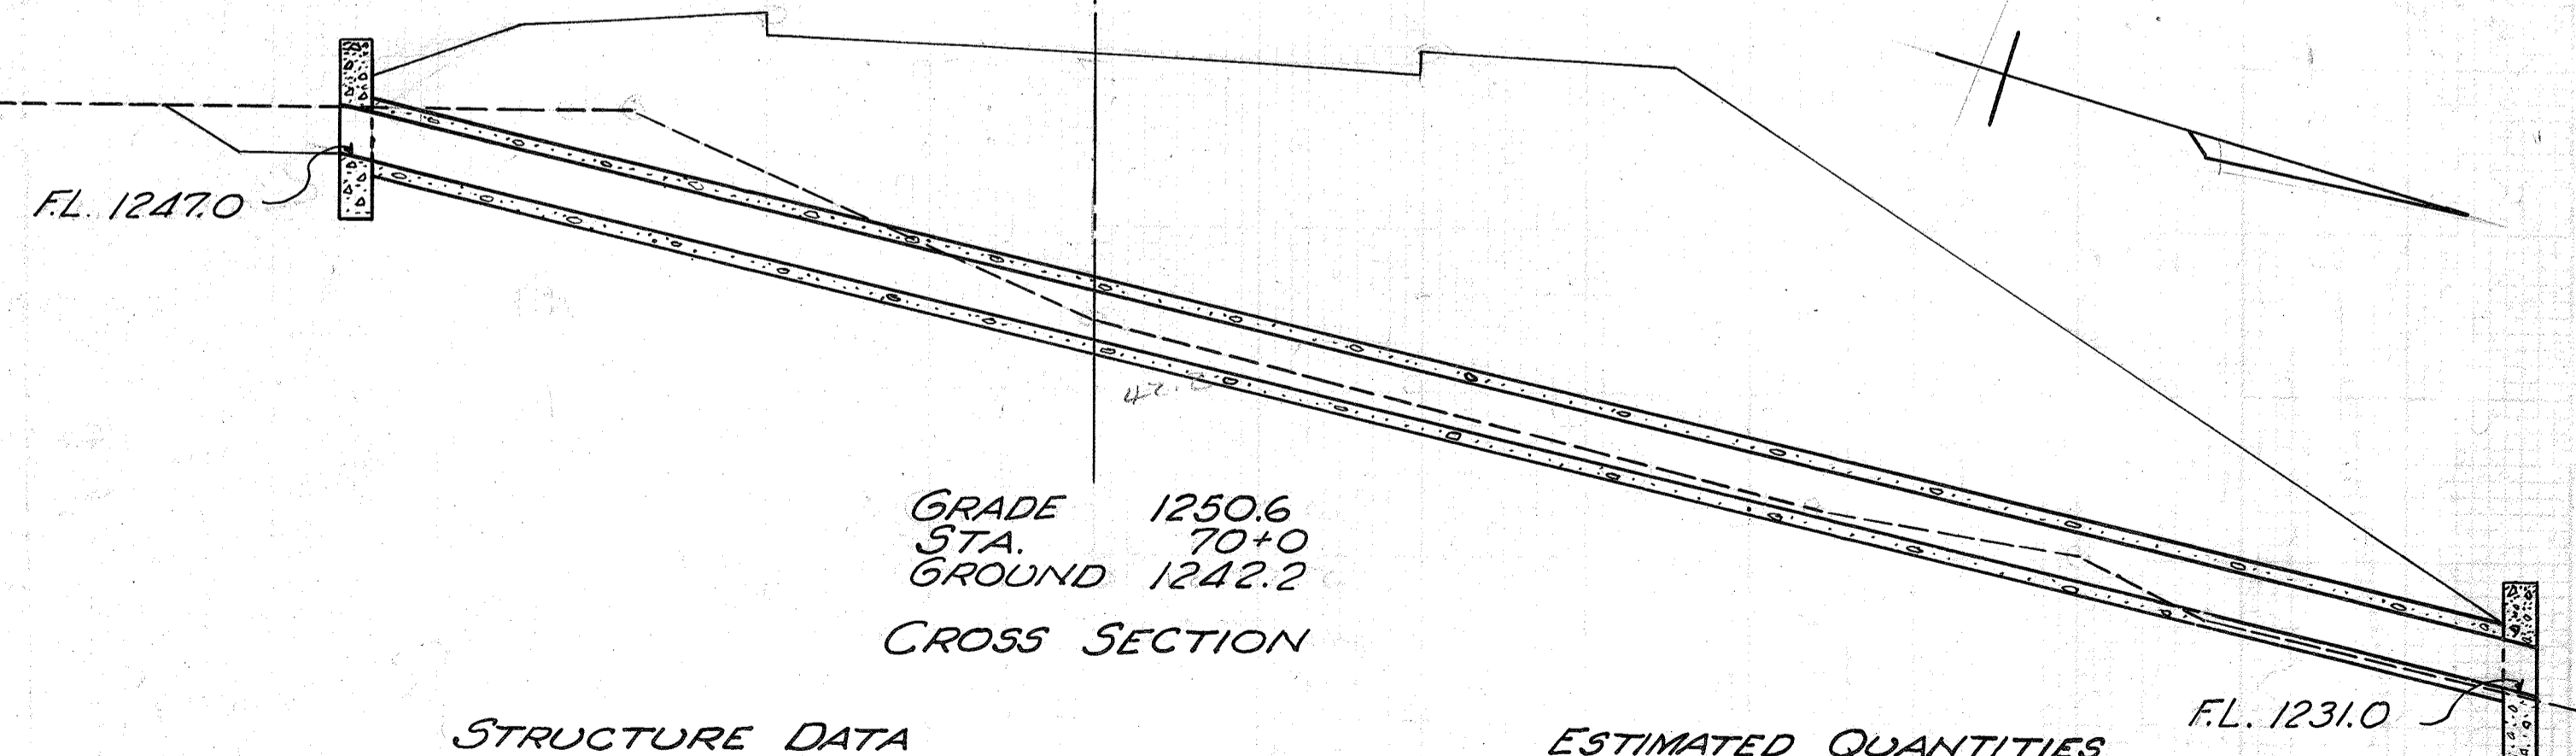 F.L. 1247.0
GRADE 1250.6
STA. 70+0
GROUND 1242.2
CROSS SECTION
F.L. 1231.0
STRUCTURE DATA
ESTIMATED QUANTITIES